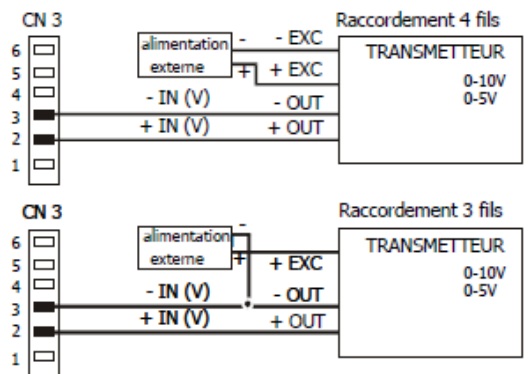 CN 3
Raccordement 4 fils
6
5
4
3
2
1
alimentation
externe
-
+
- EXC
+ EXC
- IN (V)
- OUT
+ IN (V)
+ OUT
TRANSMETTEUR
0-10V
0-5V
CN 3
Raccordement 3 fils
6
5
4
3
2
1
alimentation
externe
-
+
+ EXC
- IN (V)
- OUT
+ IN (V)
+ OUT
TRANSMETTEUR
0-10V
0-5V